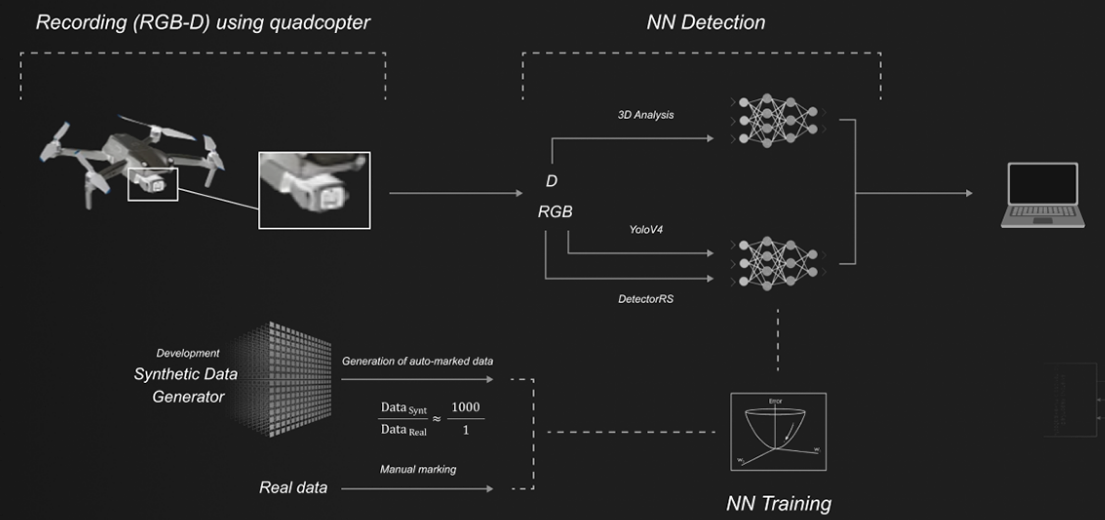 Recording (RGB-D) using quadcopter
NN Detection
3D Analysis
D
RGB
YoloV4
DetectorRS
Development
Synthetic Data
Generator
Generation of auto-marked data
Data Synt / Data Real ≈ 1000 / 1
Manual marking
Real data
Error
NN Training